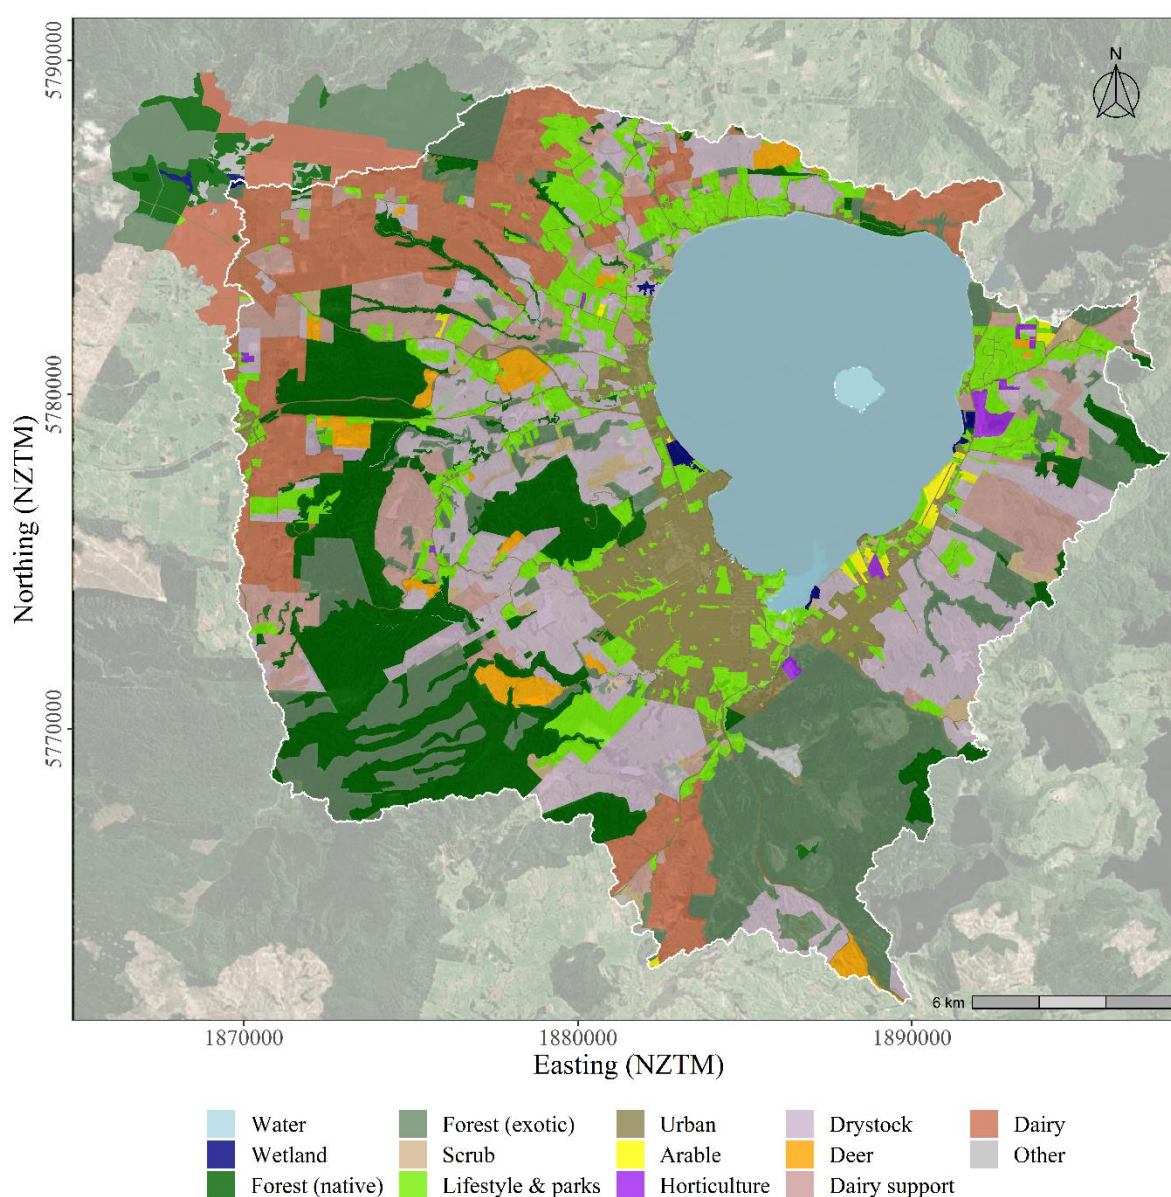 N
5790000
5780000
5770000
Northing (NZTM)
6 km
1870000
1880000
1890000
Easting (NZTM)
Water
Forest (exotic)
Urban
Drystock
Dairy
Wetland
Scrub
Arable
Deer
Other
Forest (native)
Lifestyle & parks
Horticulture
Dairy support